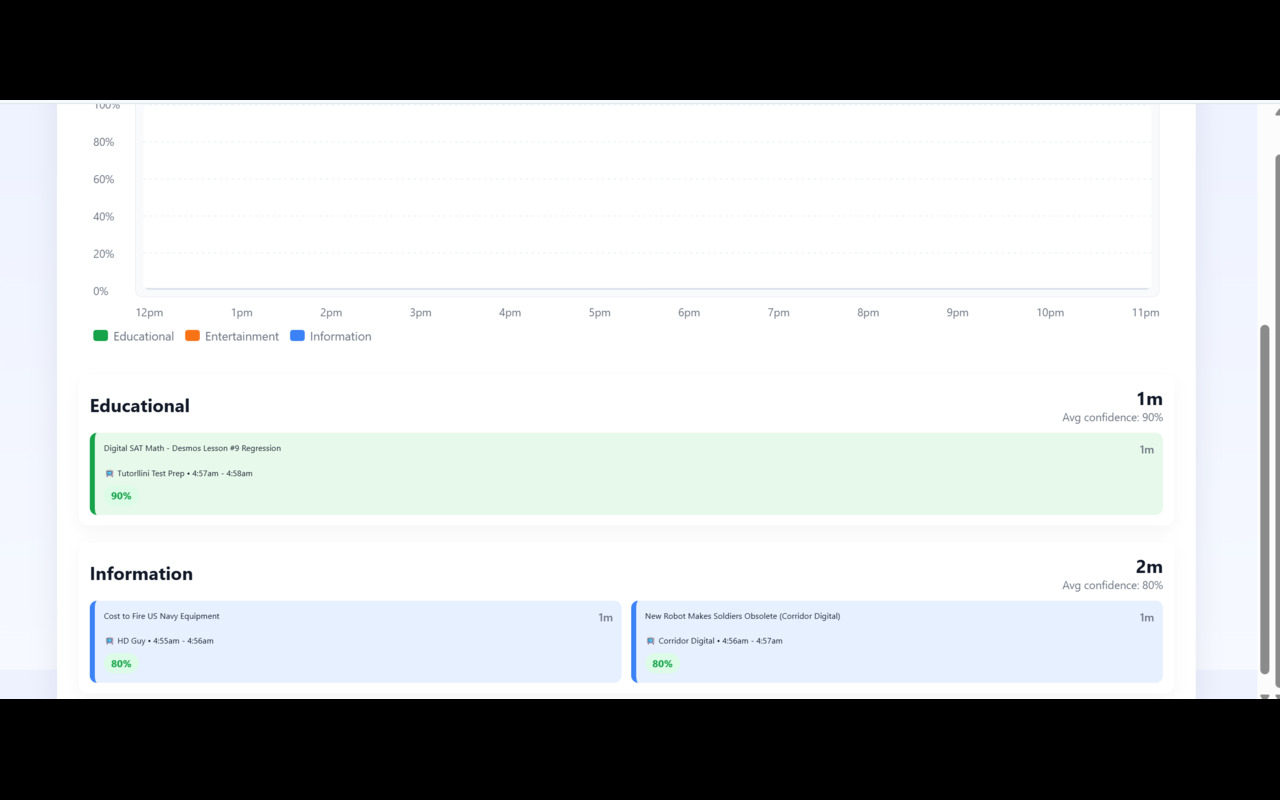 100%
80%
60%
40%
20%
0%
12pm 1pm 2pm 3pm 4pm 5pm 6pm 7pm 8pm 9pm 10pm 11pm
Educational Entertainment Information
Educational
1m
Avg confidence: 90%
Digital SAT Math - Desmos Lesson #9 Regression
1m
Tutorllini Test Prep • 4:57am - 4:58am
90%
Information
2m
Avg confidence: 80%
Cost to Fire US Navy Equipment
1m
HD Guy • 4:55am - 4:56am
80%
New Robot Makes Soldiers Obsolete (Corridor Digital)
1m
Corridor Digital • 4:56am - 4:57am
80%